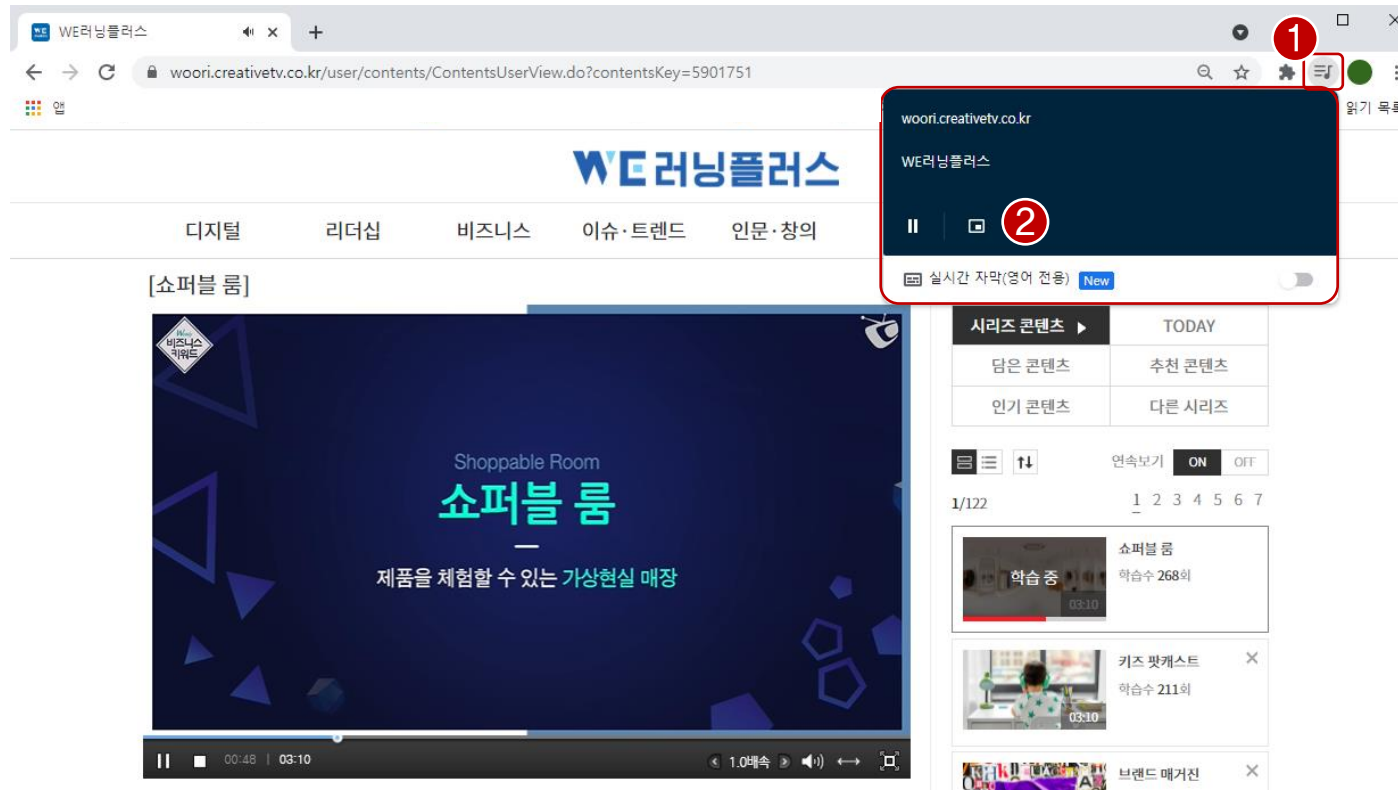 WE러닝플러스
1
woori.creativetv.co.kr/user/contents/ContentsUserView.do?contentsKey=5901751
앱
읽기 목록
woori.creativetv.co.kr
WE러닝플러스
2
실시간 자막(영어 전용) New
WE러닝플러스
디지털 리더십 비즈니스 이슈·트렌드 인문·창의
[쇼퍼블 룸]
비즈니스
키워드
Shoppable Room
쇼퍼블 룸
제품을 체험할 수 있는 가상현실 매장
00:48 | 03:10
1.0배속
시리즈 콘텐츠 ▶ TODAY
담은 콘텐츠 추천 콘텐츠
인기 콘텐츠 다른 시리즈
연속보기 ON OFF
1/122 1 2 3 4 5 6 7
쇼퍼블 룸
학습 중
학습수 268회
03:10
키즈 팟캐스트
학습수 211회
03:10
브랜드 매거진